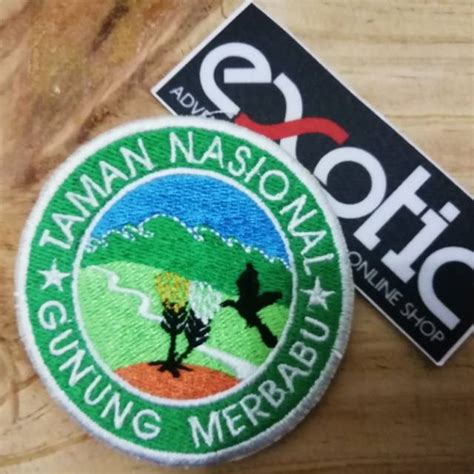 TAMAN NASIONAL
GUNUNG MERBABU
exotic
ONLINE SHOP